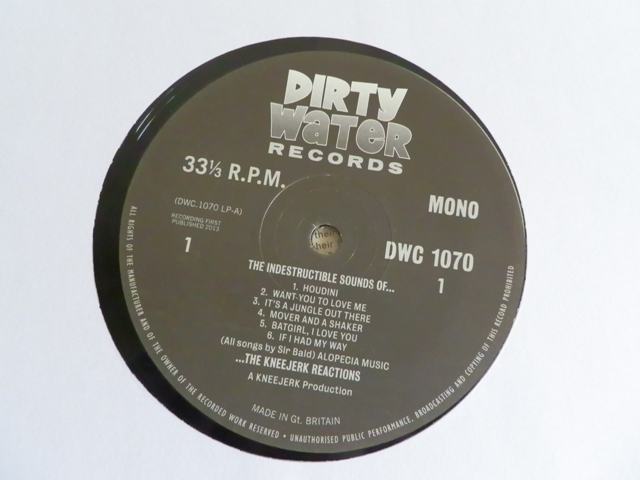 DIRTY
WATER
RECORDS
33⅓ R.P.M.
MONO
(DWC.1070 LP-A)
RECORDING FIRST
PUBLISHED 2013
1
DWC 1070
1
their
heir
THE INDESTRUCTIBLE SOUNDS OF...
1. HOUDINI
2. WANT-YOU TO LOVE ME
3. IT'S A JUNGLE OUT THERE
4. MOVER AND A SHAKER
5. BATGIRL, I LOVE YOU
6. IF I HAD MY WAY
(All songs by Sir Bald) ALOPECIA MUSIC
...THE KNEEJERK REACTIONS
A KNEEJERK Production
MADE IN Gt. BRITAIN
ALL RIGHTS OF THE MANUFACTURER AND OF THE OWNER OF THE RECORDED WORK RESERVED • UNAUTHORISED PUBLIC PERFORMANCE, BROADCASTING AND COPYING OF THIS RECORD PROHIBITED